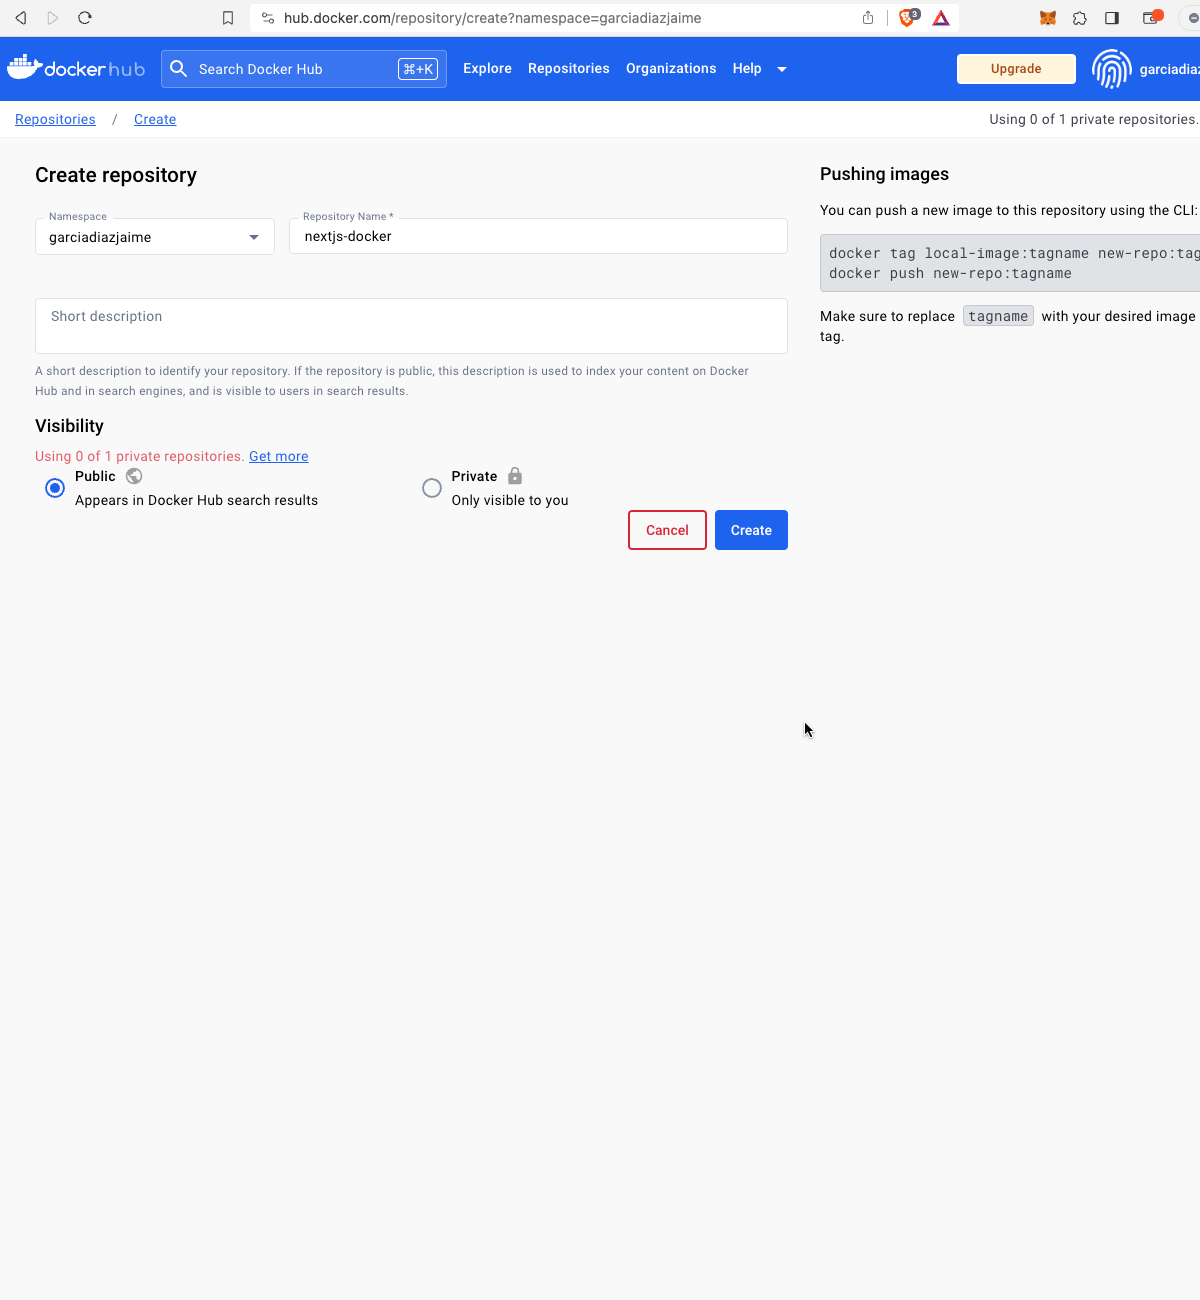 hub.docker.com/repository/create?namespace=garciadiazjaime
3
docker hub
Search Docker Hub
⌘+K
Explore
Repositories
Organizations
Help
Upgrade
garciadiaz
Repositories / Create
Using 0 of 1 private repositories.
Create repository
Namespace
garciadiazjaime
Repository Name *
nextjs-docker
Short description
A short description to identify your repository. If the repository is public, this description is used to index your content on Docker
Hub and in search engines, and is visible to users in search results.
Visibility
Using 0 of 1 private repositories. Get more
Public
Appears in Docker Hub search results
Private
Only visible to you
Cancel
Create
Pushing images
You can push a new image to this repository using the CLI:
docker tag local-image:tagname new-repo:tag
docker push new-repo:tagname
Make sure to replace tagname with your desired image
tag.